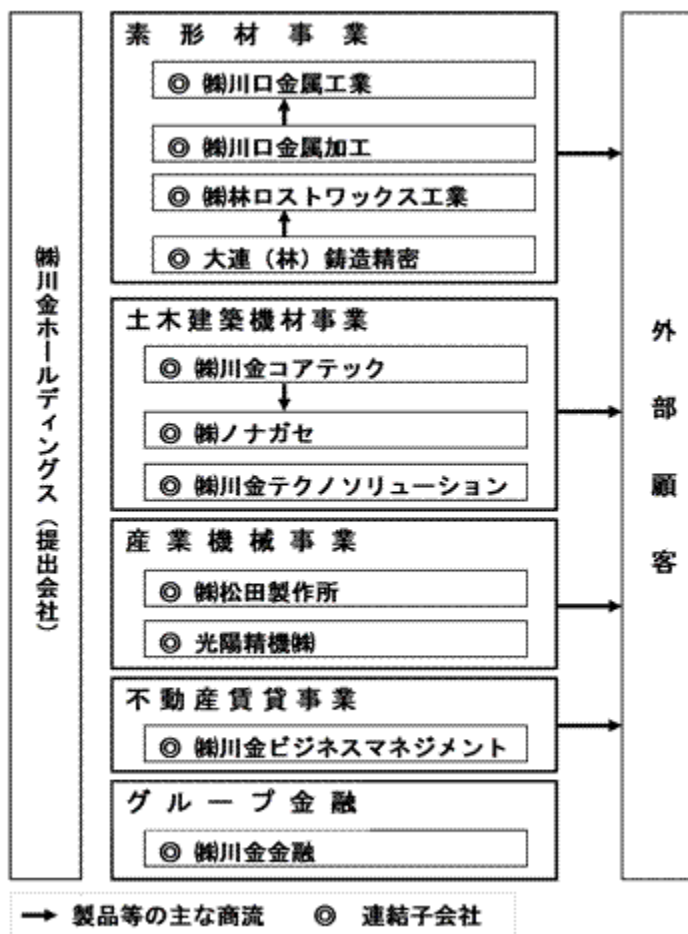 ㈱川金ホールディングス（提出会社）
素形材事業
◎ ㈱川口金属工業
◎ ㈱川口金属加工
◎ ㈱林ロストワックス工業
◎ 大連（林）鋳造精密
土木建築機材事業
◎ ㈱川金コアテック
◎ ㈱ノナガセ
◎ ㈱川金テクノソリューション
産業機械事業
◎ ㈱松田製作所
◎ 光陽精機㈱
不動産賃貸事業
◎ ㈱川金ビジネスマネジメント
グループ金融
◎ ㈱川金金融
外部顧客
→ 製品等の主な商流 ◎ 連結子会社